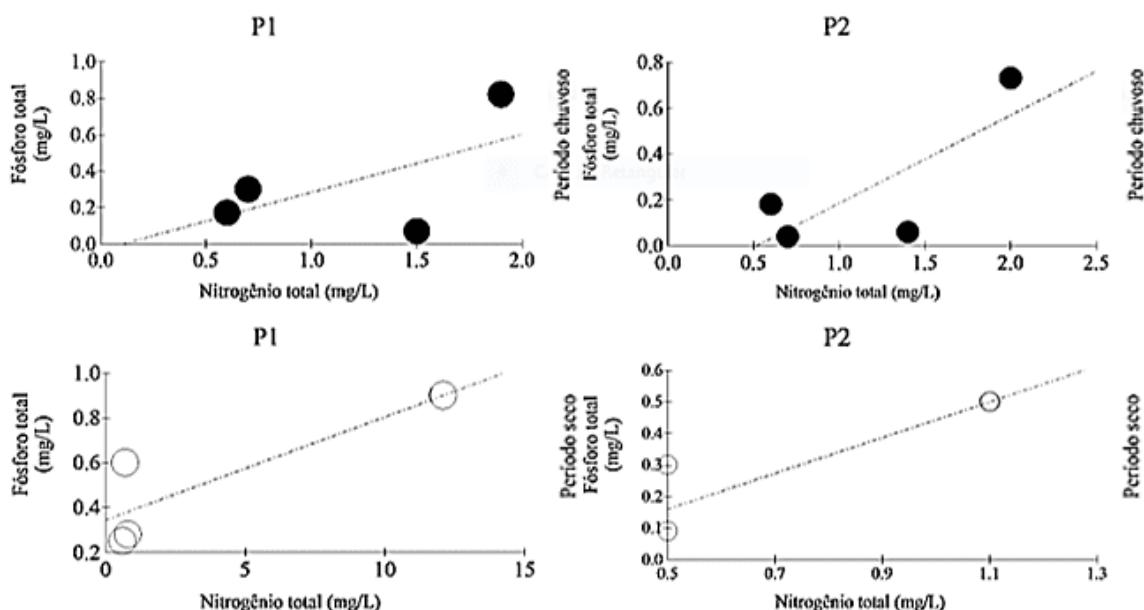 P1
Fósforo total
(mg/L)
1.0
0.8
0.6
0.4
0.2
0.0
0.0
0.5
1.0
1.5
2.0
Nitrogênio total (mg/L)
Período chuvoso
P2
Fósforo total
(mg/L)
0.8
0.6
0.4
0.2
0.0
0.0
0.5
1.0
1.5
2.0
2.5
Nitrogênio total (mg/L)
Período chuvoso
P1
Fósforo total
(mg/L)
1.0
0.8
0.6
0.4
0.2
0
5
10
15
Nitrogênio total (mg/L)
Período seco
P2
Fósforo total
(mg/L)
0.6
0.5
0.4
0.3
0.2
0.1
0.0
0.5
0.7
0.9
1.1
1.3
Nitrogênio total (mg/L)
Período seco